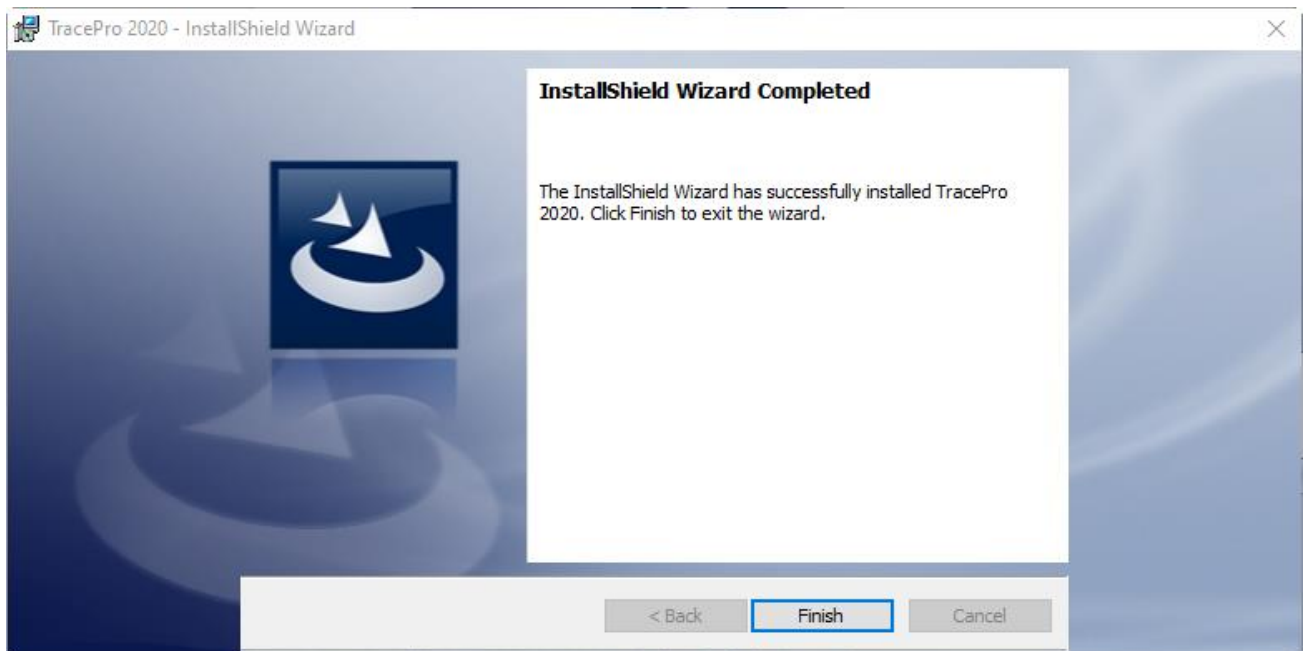 TracePro 2020 - InstallShield Wizard
InstallShield Wizard Completed
The InstallShield Wizard has successfully installed TracePro
2020. Click Finish to exit the wizard.
< Back
Finish
Cancel